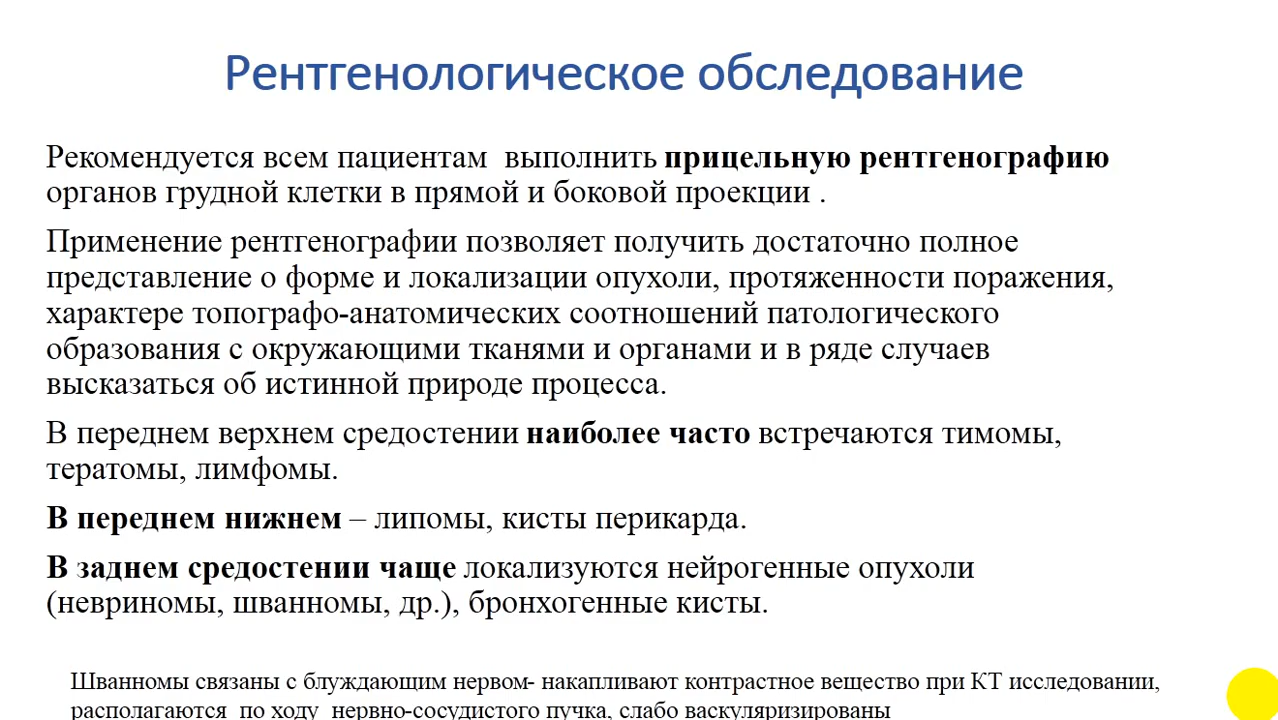 Рентгенологическое обследование
Рекомендуется всем пациентам  выполнить прицельную рентгенографию
органов грудной клетки в прямой и боковой проекции .
Применение рентгенографии позволяет получить достаточно полное
представление о форме и локализации опухоли, протяженности поражения,
характере топографо-анатомических соотношений патологического
образования с окружающими тканями и органами и в ряде случаев
высказаться об истинной природе процесса.
В переднем верхнем средостении наиболее часто встречаются тимомы,
тератомы, лимфомы.
В переднем нижнем – липомы, кисты перикарда.
В заднем средостении чаще локализуются нейрогенные опухоли
(невриномы, шванномы, др.), бронхогенные кисты.
Шванномы связаны с блуждающим нервом- накапливают контрастное вещество при КТ исследовании,
располагаются  по ходу  нервно-сосудистого пучка, слабо васкуляризированы